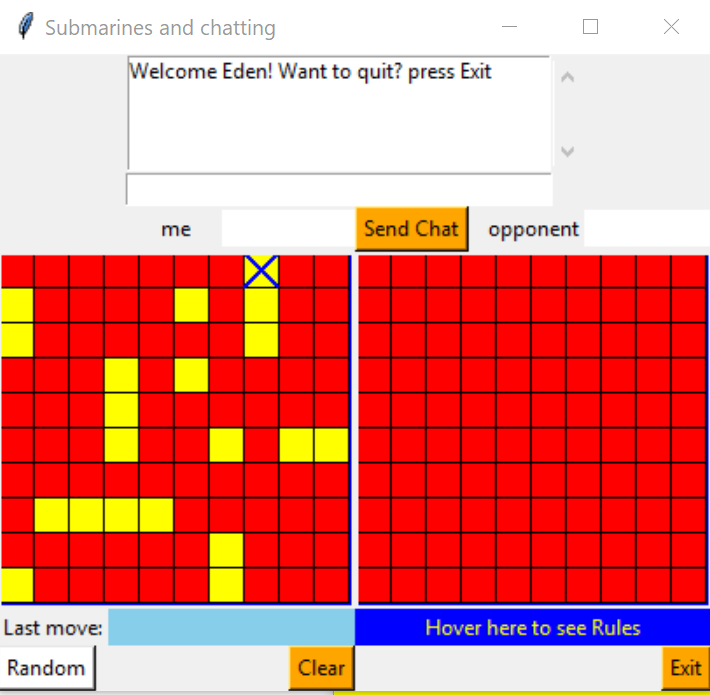 Submarines and chatting
Welcome Eden! Want to quit? press Exit
me
Send Chat
opponent
Last move:
Hover here to see Rules
Random
Clear
Exit